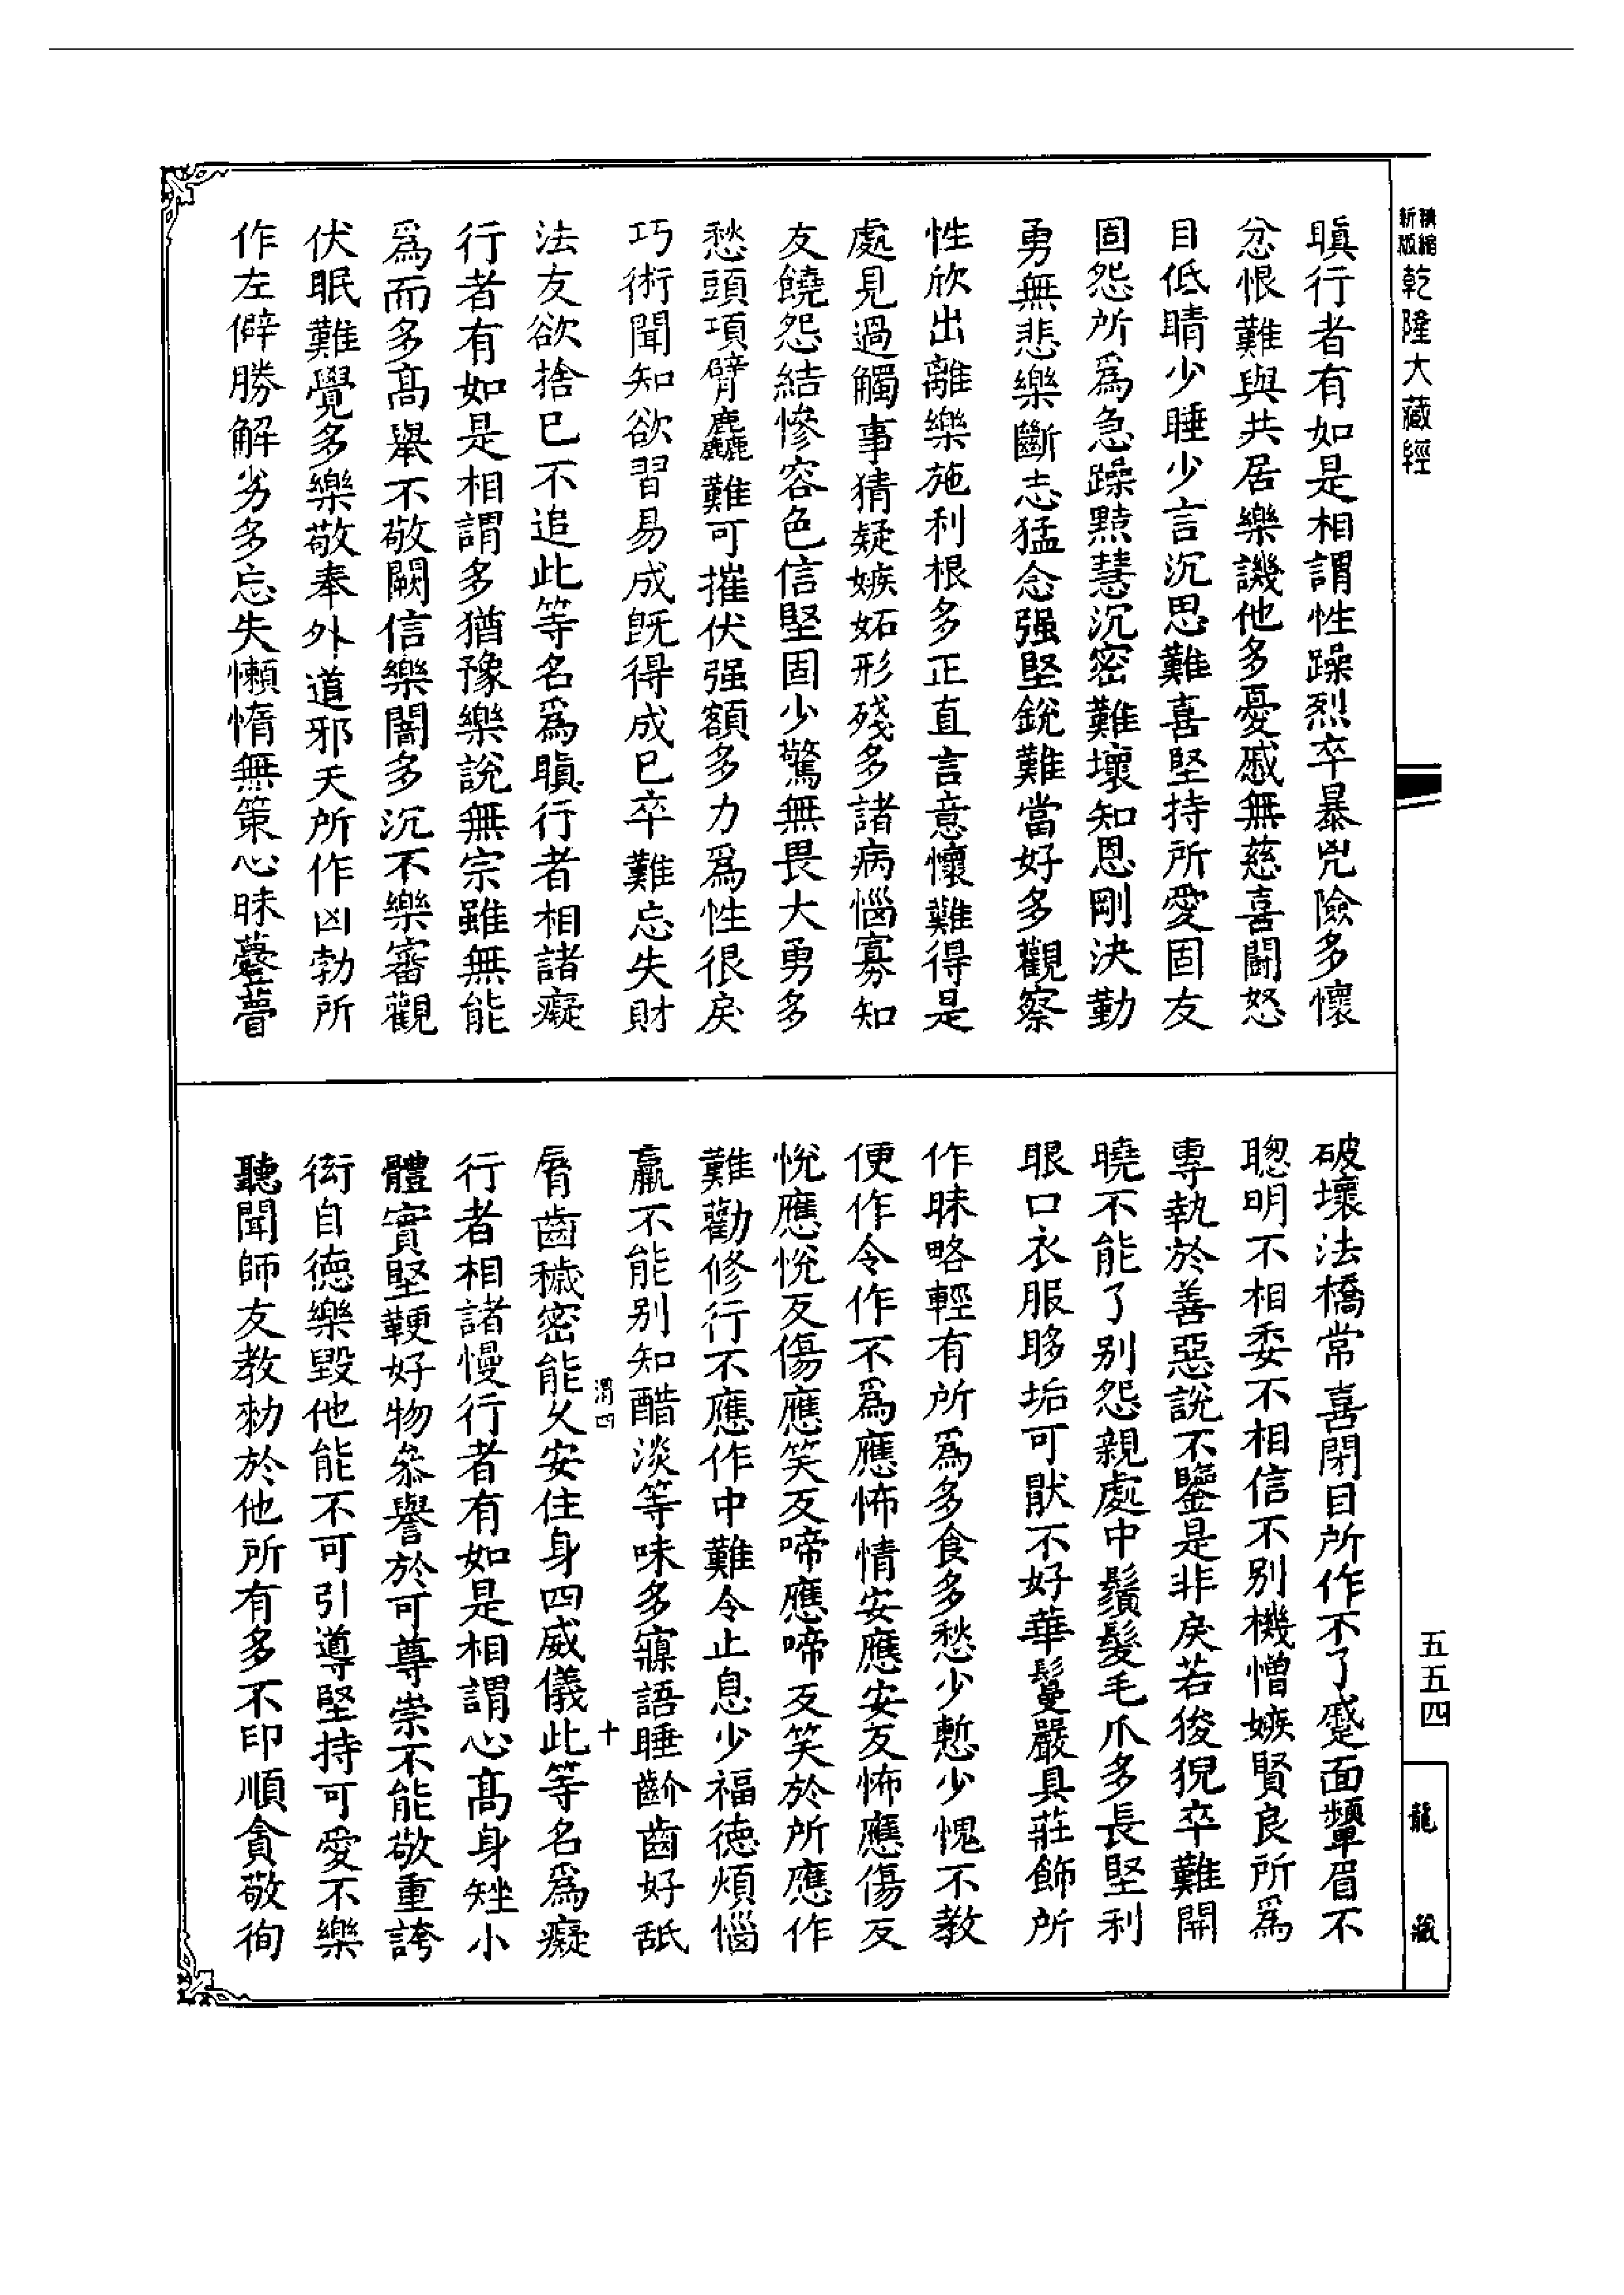 精縮
新版
乾隆大藏經
瞋行者有如是相謂性躁烈卒暴兇險多懷
忿恨難與共居樂譏他多憂慼無慈喜鬬怒
目低睛少睡少言沉思難喜堅持所愛固友
固怨所爲急躁黠慧沉密難壞知恩剛決勤
勇無悲樂斷志猛念强堅銳難當好多觀察
性欣出離樂施利根多正直言意懷難得是
處見過觸事猜疑嫉妬形殘多諸病惱寡知
友饒怨結慘容色信堅固少驚無畏大勇多
愁頭項臂麤難可摧伏强額多力爲性很戾
巧術聞知欲習易成旣得成已卒難忘失財
法友欲捨已不追此等名爲瞋行者相諸癡
行者有如是相謂多猶豫樂說無宗雖無能
爲而多高舉不敬闕信樂闇多沉不樂審觀
伏眠難覺多樂敬奉外道邪天所作凶勃所
作左僻勝解劣多忘失懶惰無策心昧㽎瞢
破壞法橋常喜閉目所作不了蹙面顰眉不
聰明不相委不相信不別機憎嫉賢良所爲
專執於善惡說不鑒是非戾若後猊卒難開
曉不能了別怨親處中鬚髮毛爪多長堅利
眼口衣服眵垢可猒不好華鬘嚴具莊飾所
作昧略輕有所爲多食多愁少慙少愧不教
便作令作不爲應怖情安應安反怖應傷反
悅應悅反傷應笑反啼應啼反笑於所應作
難勸修行不應作中難令止息少福德煩惱
羸不能別知醋淡等味多寱語睡齘齒好舐
脣齒穢密能久安住身四威儀此等名爲癡
渭四
十
行者相諸慢行者有如是相謂心高身矬小
體實堅鞕好物叅譽於可尊崇不能敬重誇
衒自德樂毀他能不可引導堅持可愛不樂
聽聞師友教勑於他所有多不印順貪敬徇
五五四
龍藏